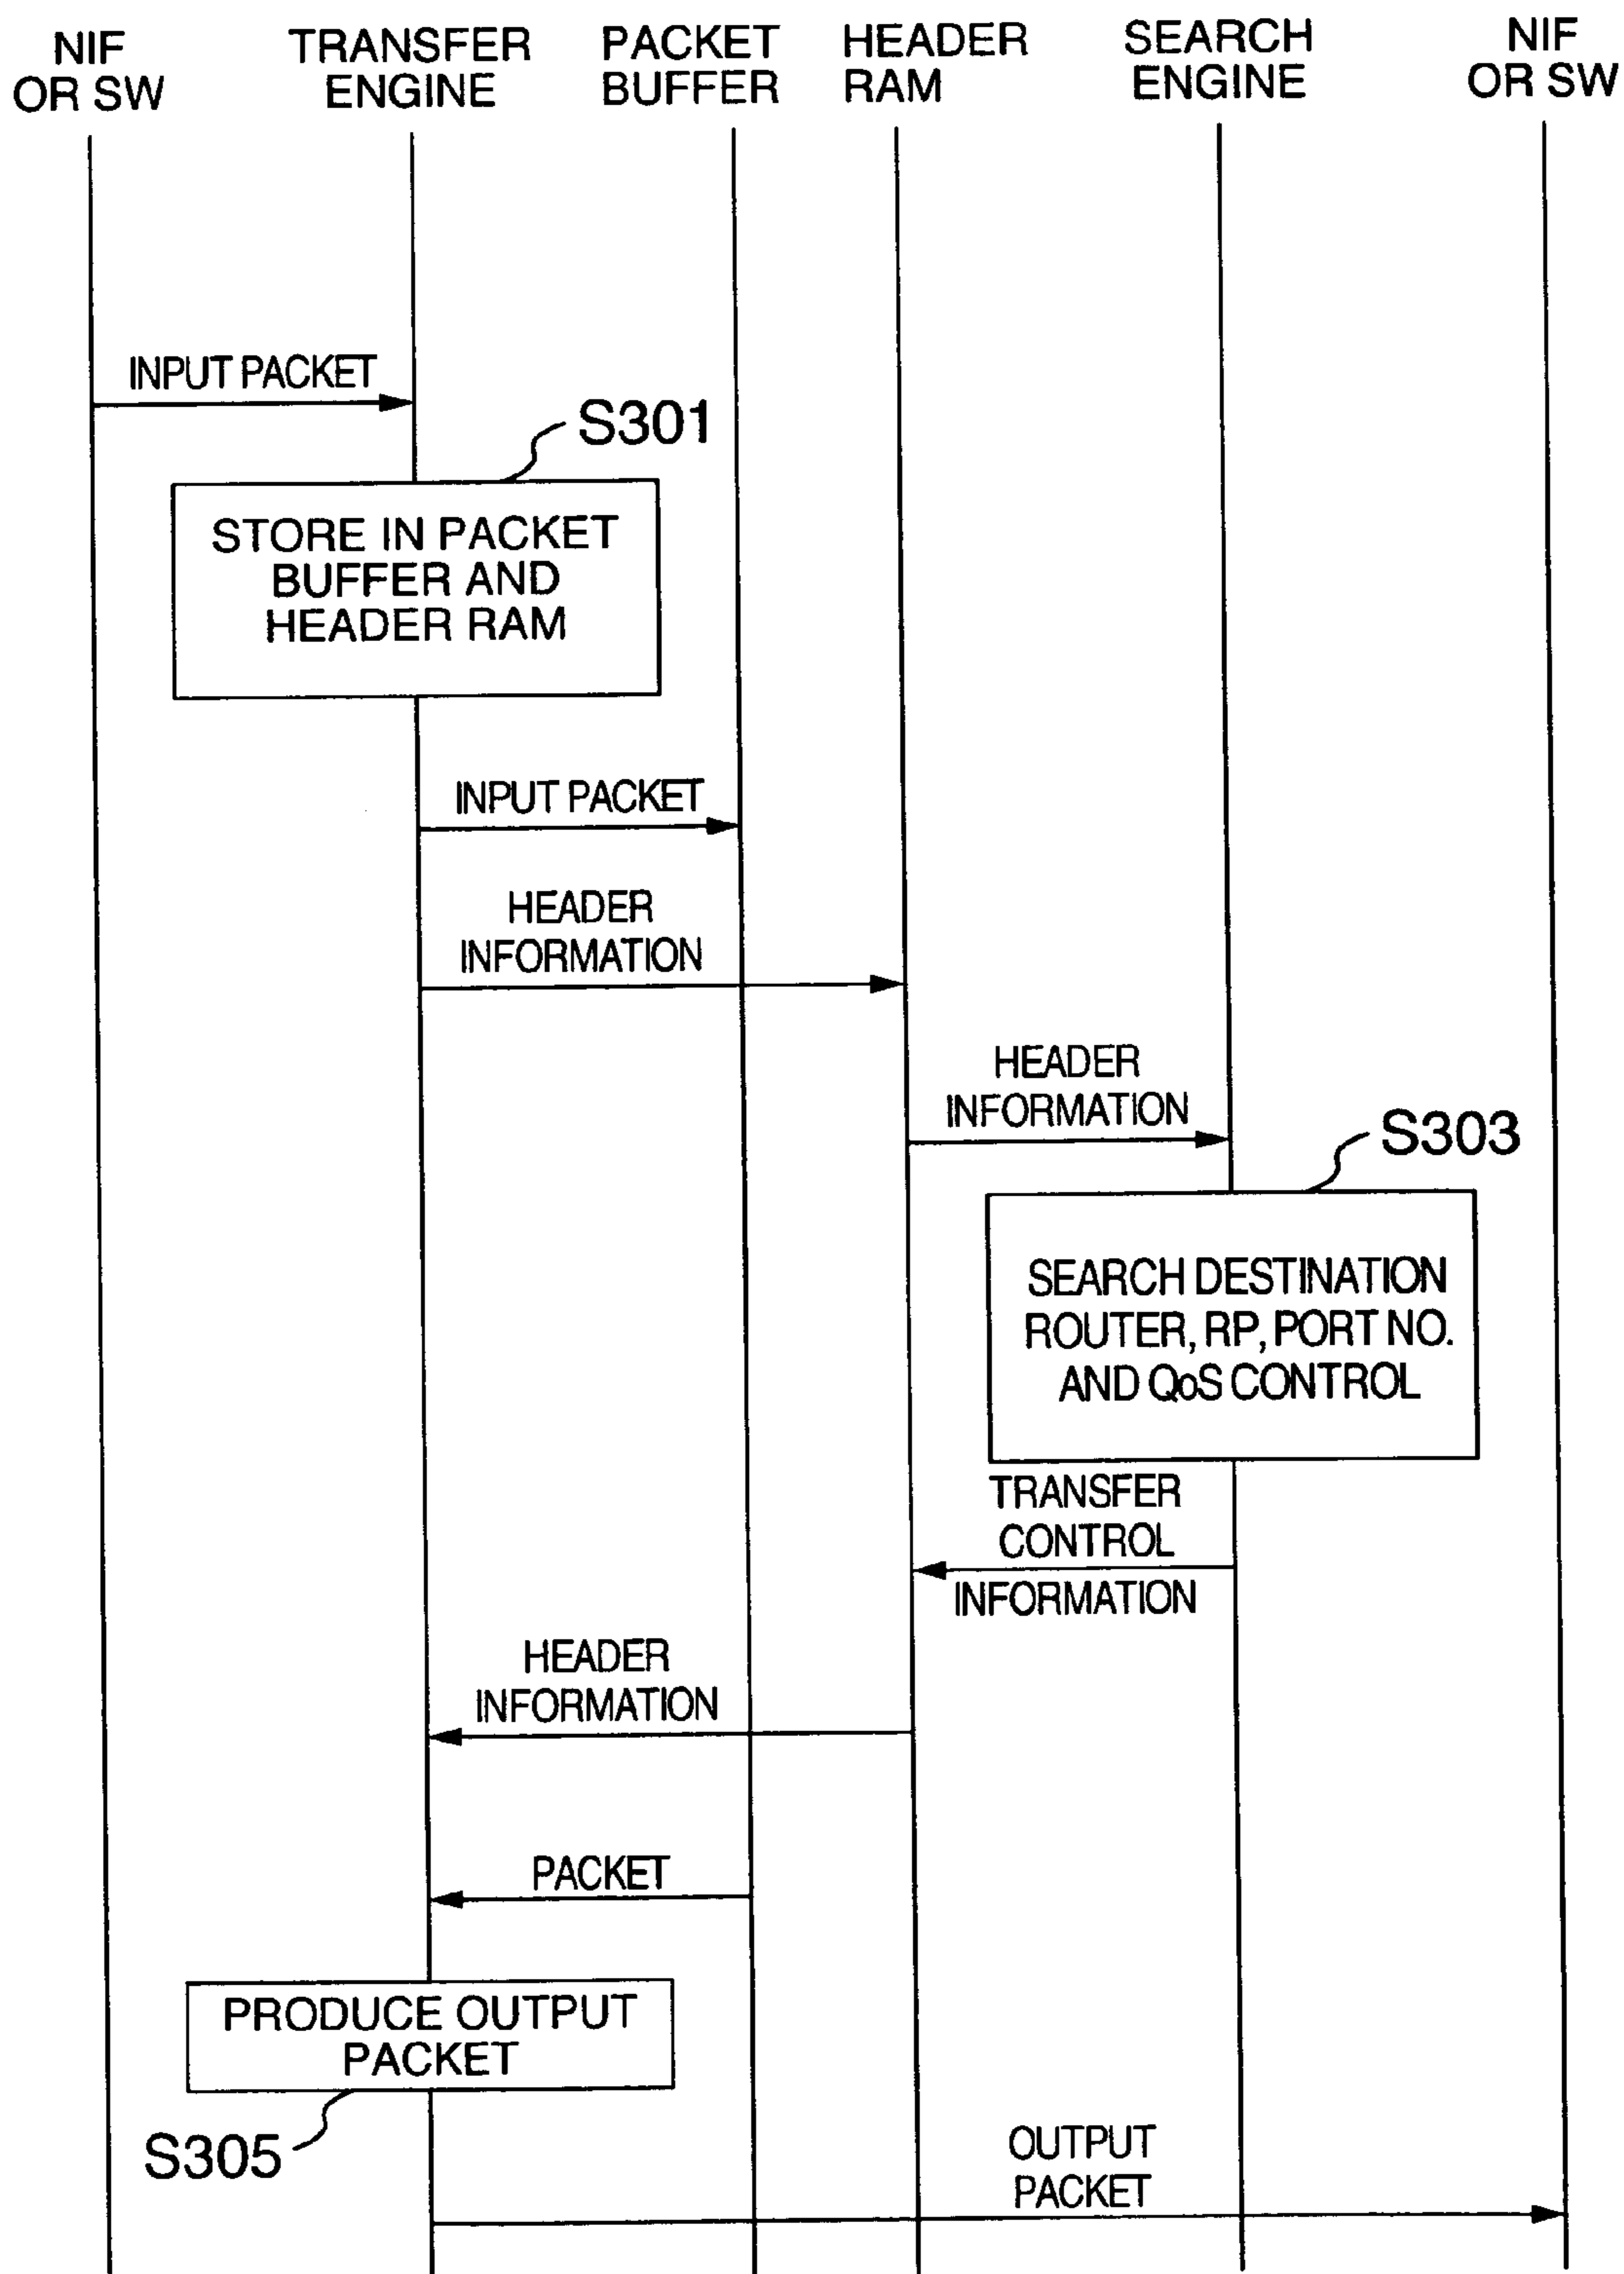 NIF
OR SW
TRANSFER
ENGINE
PACKET
BUFFER
HEADER
RAM
SEARCH
ENGINE
NIF
OR SW
INPUT PACKET
S301
STORE IN PACKET
BUFFER AND
HEADER RAM
INPUT PACKET
HEADER
INFORMATION
HEADER
INFORMATION
S303
SEARCH DESTINATION
ROUTER, RP, PORT NO.
AND QoS CONTROL
TRANSFER
CONTROL
INFORMATION
HEADER
INFORMATION
PACKET
PRODUCE OUTPUT
PACKET
S305
OUTPUT
PACKET